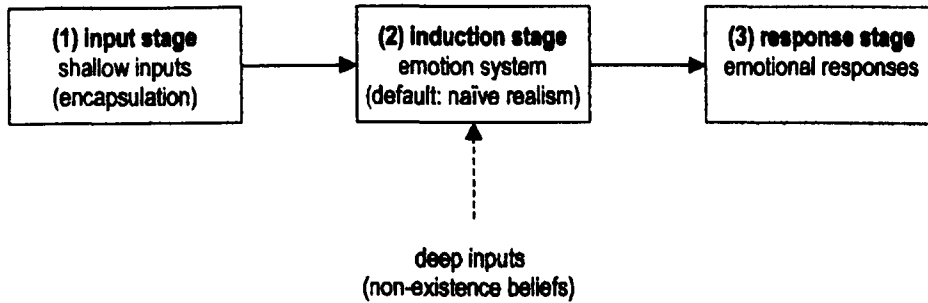 (1) input stage
shallow inputs
(encapsulation)
(2) induction stage
emotion system
(default: naïve realism)
(3) response stage
emotional responses
deep inputs
(non-existence beliefs)